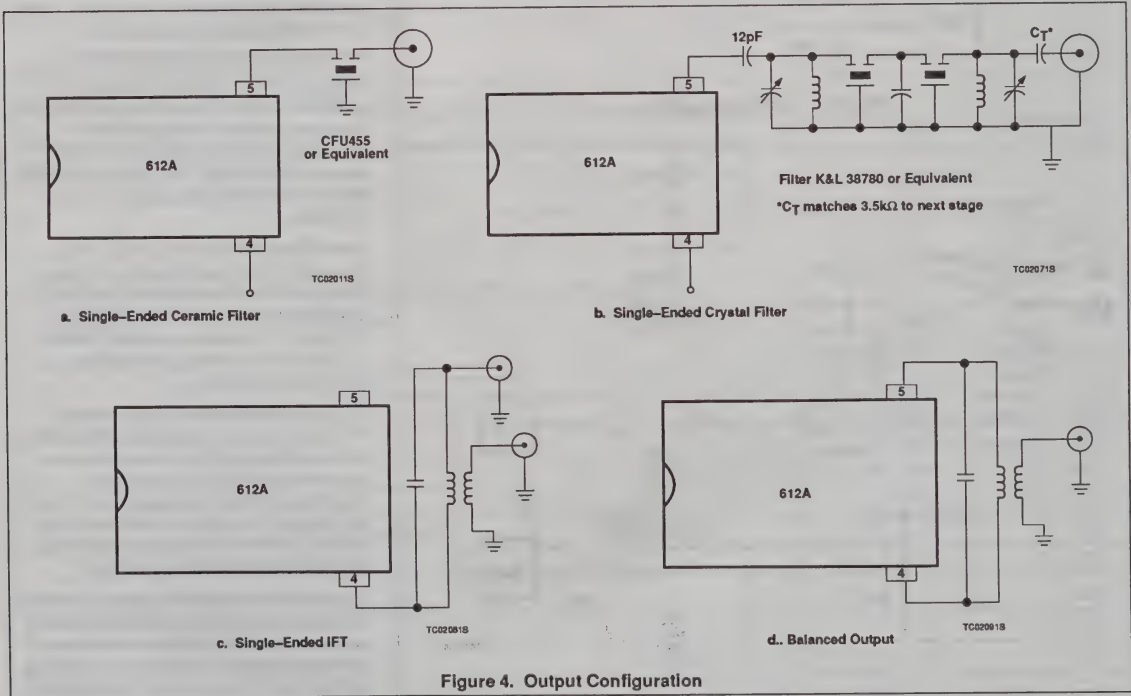 5
612A
4
CFU455
or Equivalent
TC02011S
a. Single–Ended Ceramic Filter
12pF
CT*
5
612A
4
Filter K&L 38780 or Equivalent
*CT matches 3.5kΩ to next stage
TC02071S
b. Single–Ended Crystal Filter
5
612A
4
TC02081S
c. Single–Ended IFT
5
612A
4
TC02091S
d.. Balanced Output
Figure 4. Output Configuration